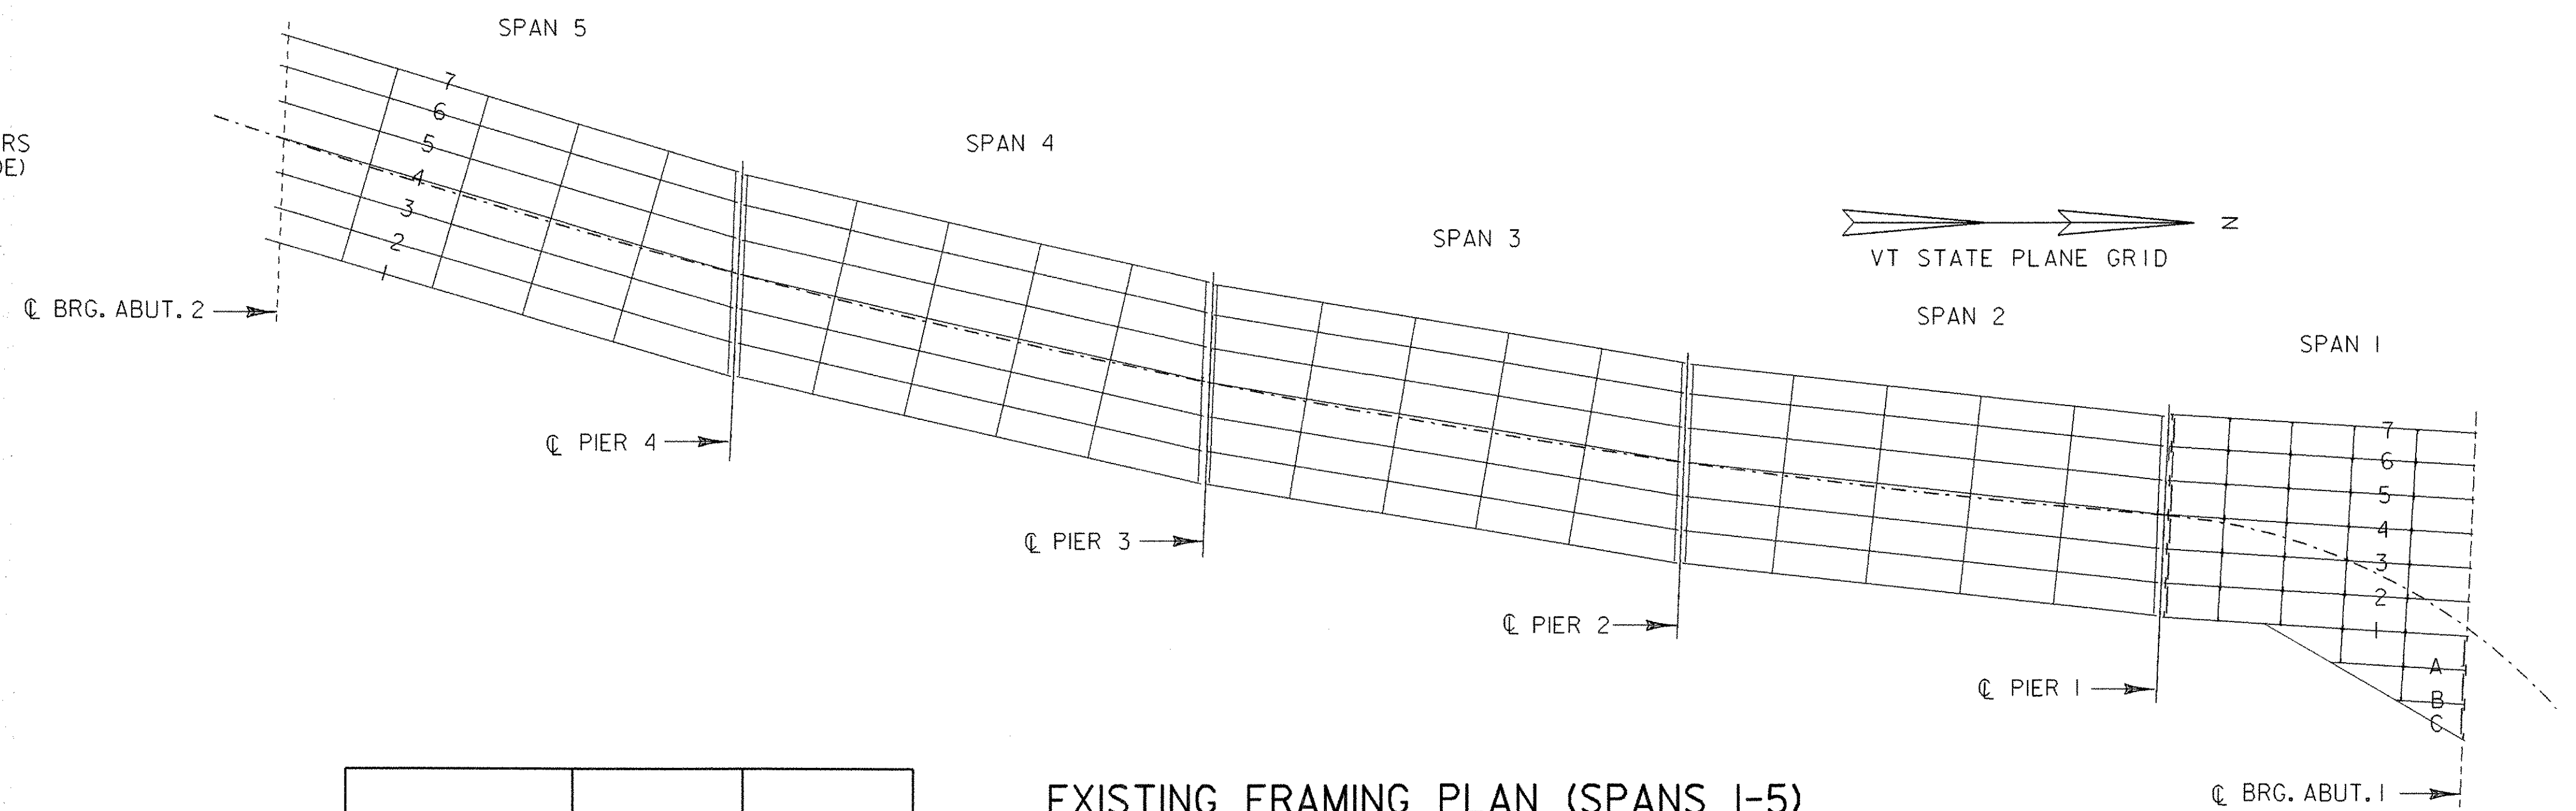 SPAN 5
RS
DE)
SPAN 4
SPAN 3
N
VT STATE PLANE GRID
SPAN 2
SPAN 1
7
6
5
4
3
2
1
7
6
5
4
3
2
1
A
B
C
℄ BRG. ABUT. 2
℄ PIER 4
℄ PIER 3
℄ PIER 2
℄ PIER 1
℄ BRG. ABUT. 1
EXISTING FRAMING PLAN (SPANS 1-5)